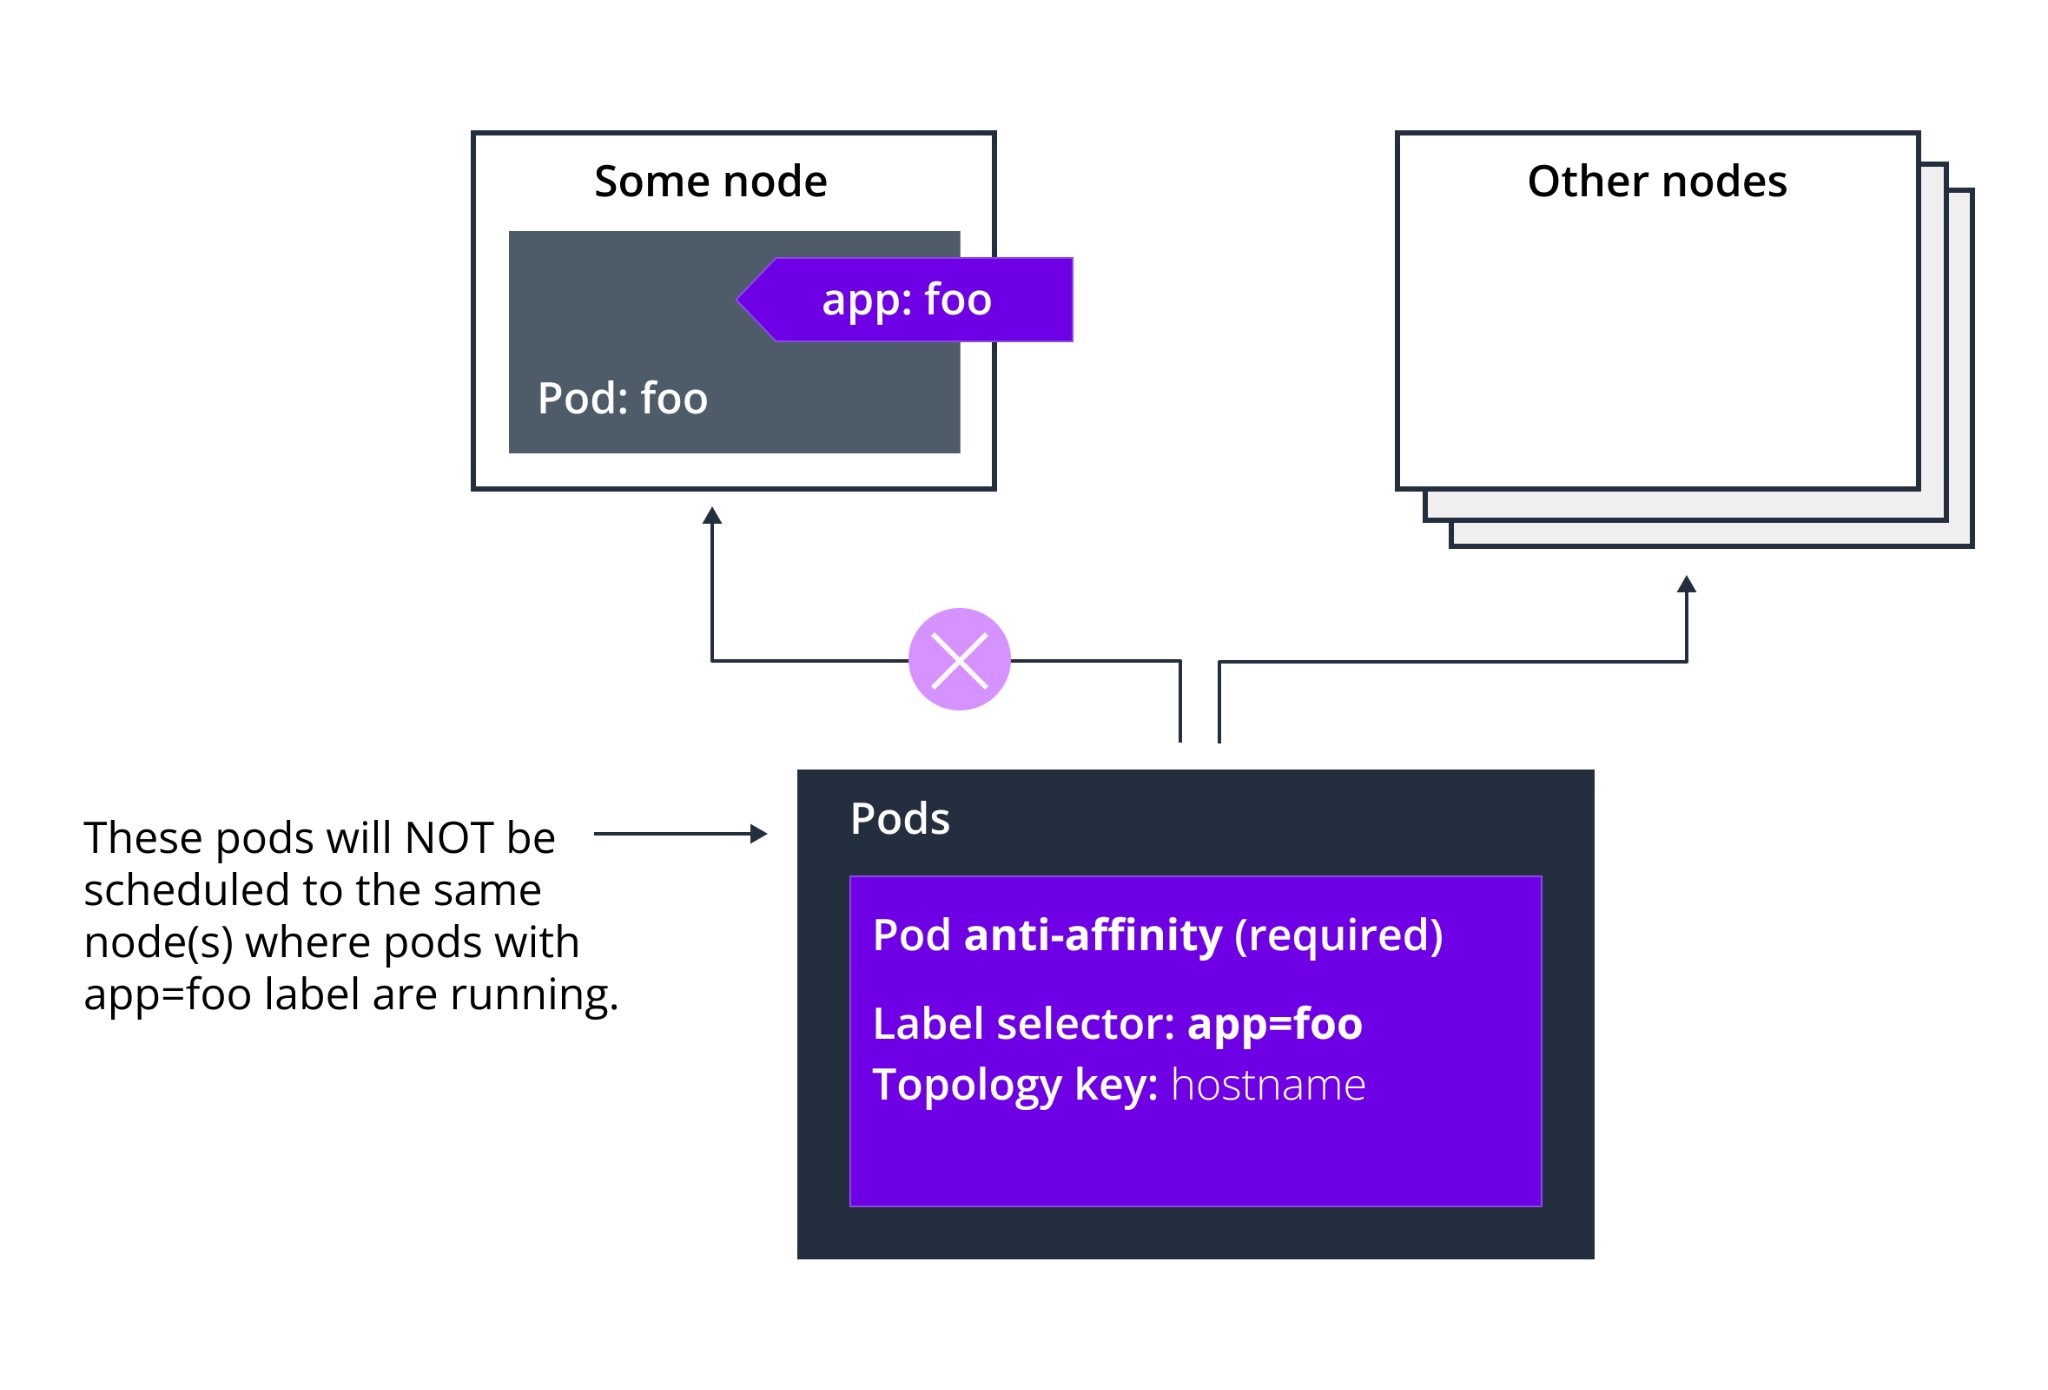 Some node
app: foo
Pod: foo
Other nodes
These pods will NOT be
scheduled to the same
node(s) where pods with
app=foo label are running.
Pods
Pod anti-affinity (required)
Label selector: app=foo
Topology key: hostname